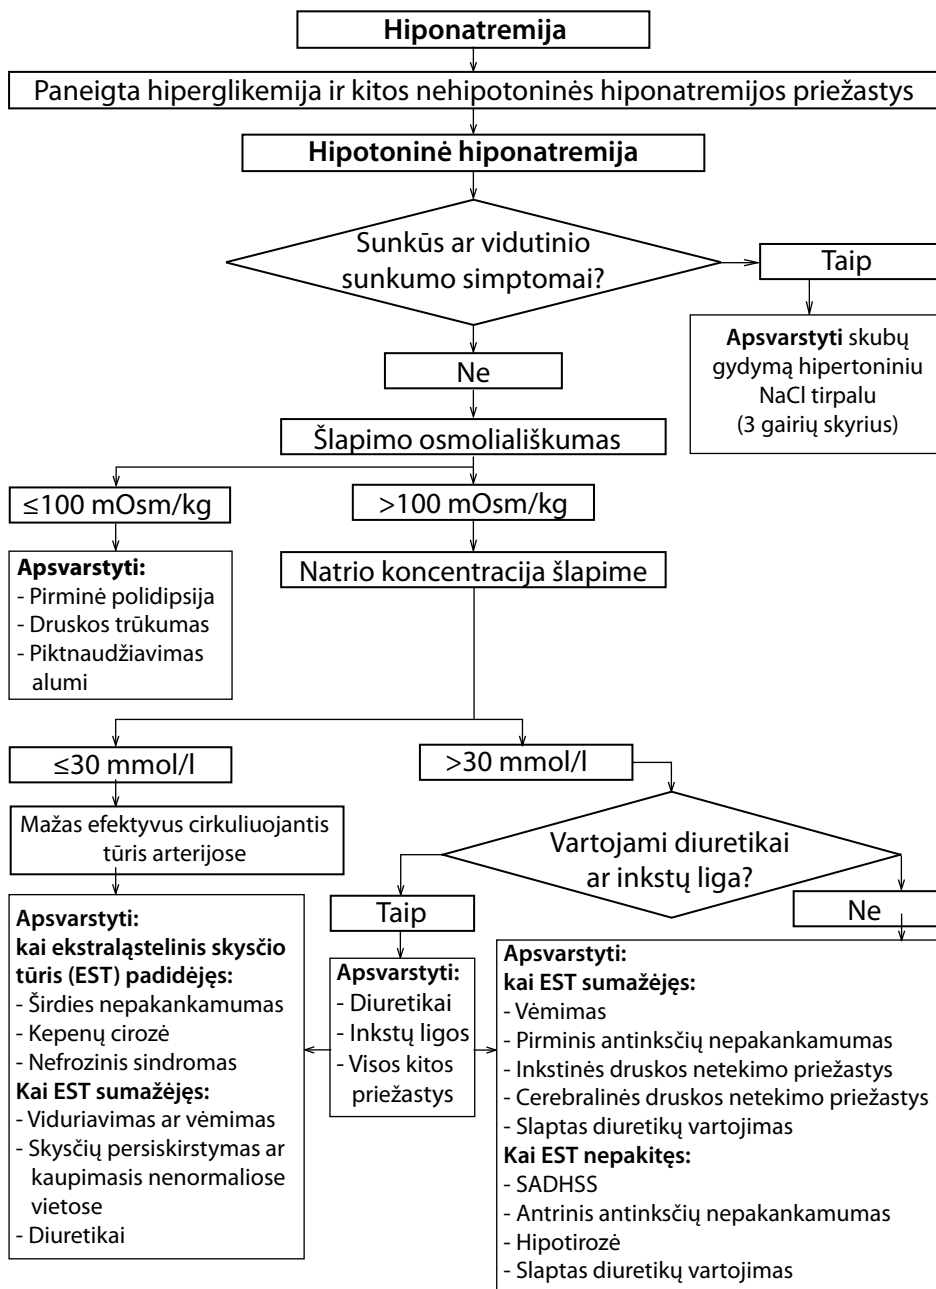 Hiponatremija
Paneigta hiperglikemija ir kitos nehipotoninės hiponatremijos priežastys
Hipotoninė hiponatremija
Sunkūs ar vidutinio
sunkumo simptomai?
Taip
Apsvarstyti skubų
gydymą hipertoniniu
NaCl tirpalu
(3 gairių skyrius)
Ne
Šlapimo osmoliališkumas
≤100 mOsm/kg
>100 mOsm/kg
Apsvarstyti:
- Pirminė polidipsija
- Druskos trūkumas
- Piktnaudžiavimas
alumi
Natrio koncentracija šlapime
≤30 mmol/l
>30 mmol/l
Mažas efektyvus cirkuliuojantis
tūris arterijose
Vartojami diuretikai
ar inkstų liga?
Taip
Ne
Apsvarstyti:
kai ekstraląstelinis skysčio
tūris (EST) padidėjęs:
- Širdies nepakankamumas
- Kepenų cirozė
- Nefrozinis sindromas
Kai EST sumažėjęs:
- Viduriavimas ar vėmimas
- Skysčių persiskirstymas ar
kaupimasis nenormaliose
vietose
- Diuretikai
Apsvarstyti:
- Diuretikai
- Inkstų ligos
- Visos kitos
priežastys
Apsvarstyti:
kai EST sumažėjęs:
- Vėmimas
- Pirminis antinksčių nepakankamumas
- Inkstinės druskos netekimo priežastys
- Cerebralinės druskos netekimo priežastys
- Slaptas diuretikų vartojimas
Kai EST nepakitęs:
- SADHSS
- Antrinis antinksčių nepakankamumas
- Hipotirozė
- Slaptas diuretikų vartojimas